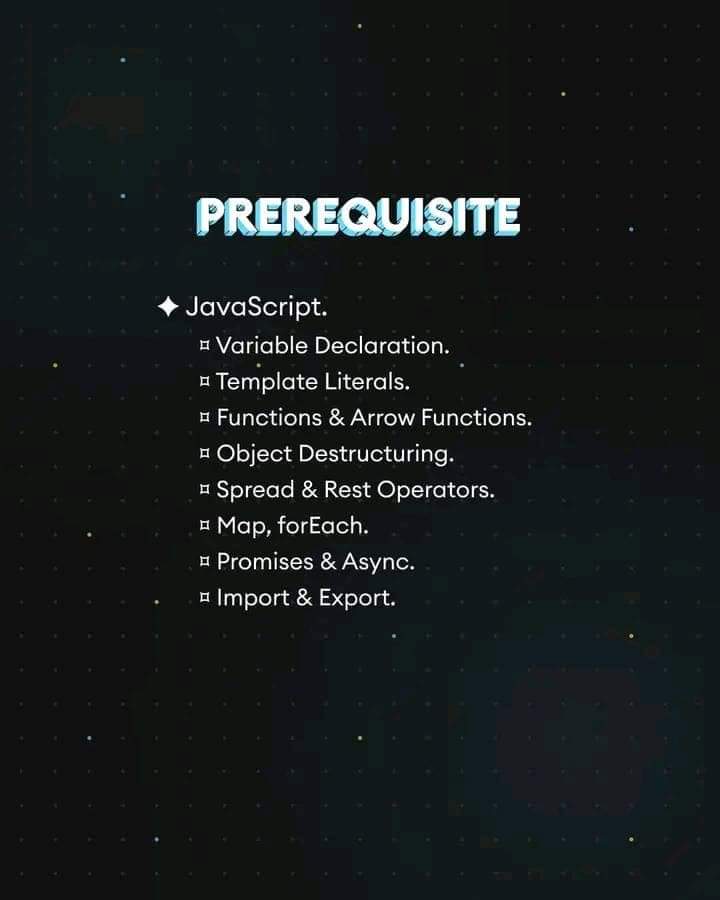 PREREQUISITE
✦ JavaScript.
¤ Variable Declaration.
¤ Template Literals.
¤ Functions & Arrow Functions.
¤ Object Destructuring.
¤ Spread & Rest Operators.
¤ Map, forEach.
¤ Promises & Async.
¤ Import & Export.